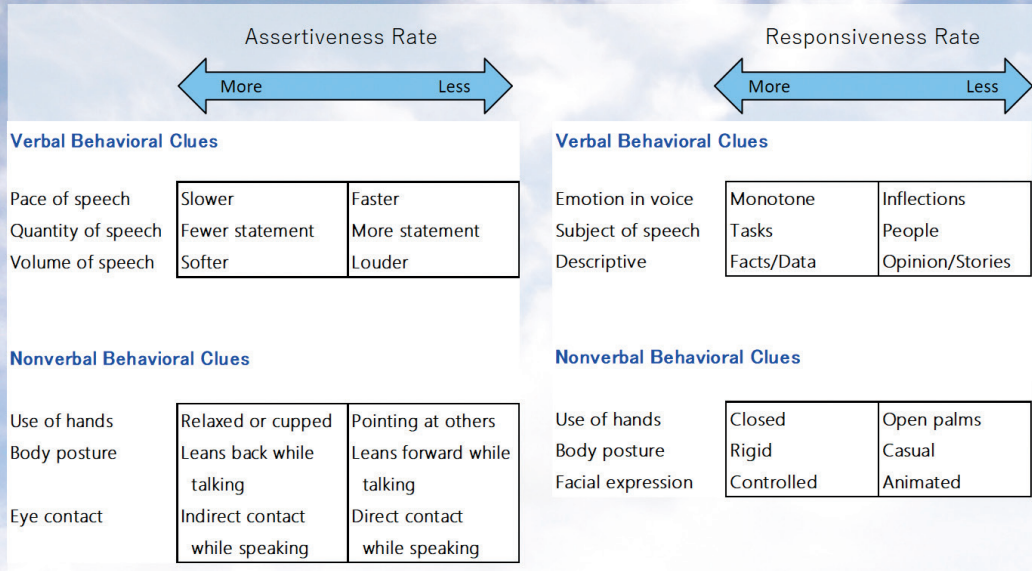 Assertiveness Rate
More Less
Verbal Behavioral Clues
Pace of speech Slower Faster
Quantity of speech Fewer statement More statement
Volume of speech Softer Louder
Nonverbal Behavioral Clues
Use of hands Relaxed or cupped Pointing at others
Body posture Leans back while Leans forward while
talking talking
Eye contact Indirect contact Direct contact
while speaking while speaking
Responsiveness Rate
More Less
Verbal Behavioral Clues
Emotion in voice Monotone Inflections
Subject of speech Tasks People
Descriptive Facts/Data Opinion/Stories
Nonverbal Behavioral Clues
Use of hands Closed Open palms
Body posture Rigid Casual
Facial expression Controlled Animated